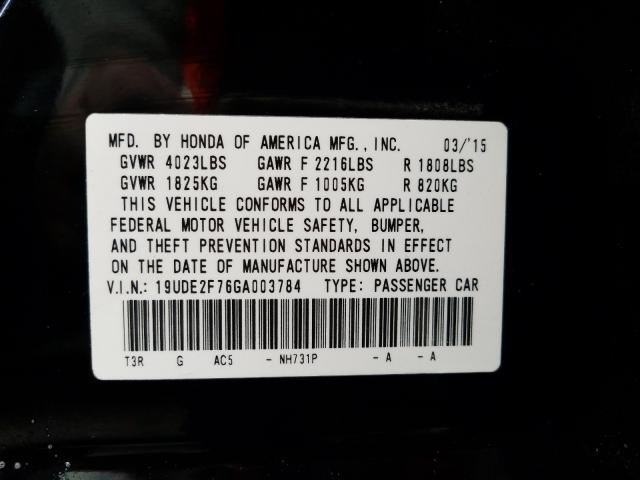 MFD. BY HONDA OF AMERICA MFG., INC. 03/'15
GVWR 4023LBS GAWR F 2216LBS R 1808LBS
GVWR 1825KG GAWR F 1005KG R 820KG
THIS VEHICLE CONFORMS TO ALL APPLICABLE
FEDERAL MOTOR VEHICLE SAFETY, BUMPER,
AND THEFT PREVENTION STANDARDS IN EFFECT
ON THE DATE OF MANUFACTURE SHOWN ABOVE.
V.I.N.: 19UDE2F76GA003784 TYPE: PASSENGER CAR
T3R G AC5 - NH731P - A - A